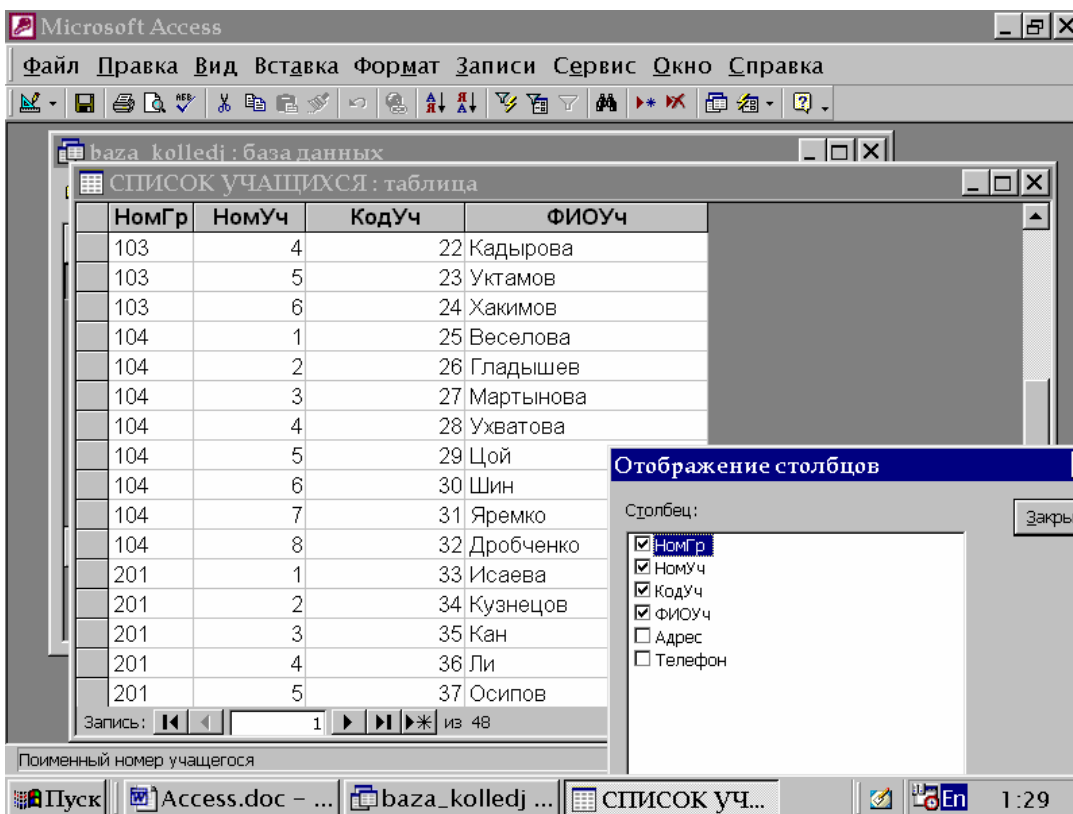 Microsoft Access
Файл Правка Вид Вставка Формат Записи Сервис Окно Справка
baza_kolledj : база данных
СПИСОК УЧАЩИХСЯ : таблица
НомГр НомУч КодУч ФИОУч
103 4 22 Кадырова
103 5 23 Уктамов
103 6 24 Хакимов
104 1 25 Веселова
104 2 26 Гладышев
104 3 27 Мартынова
104 4 28 Ухватова
104 5 29 Цой
104 6 30 Шин
104 7 31 Яремко
104 8 32 Дробченко
201 1 33 Исаева
201 2 34 Кузнецов
201 3 35 Кан
201 4 36 Ли
201 5 37 Осипов
Запись: 1 из 48
Отображение столбцов
Столбец:
Закры
НомГр
НомУч
КодУч
ФИОУч
Адрес
Телефон
Поименный номер учащегося
Пуск Access.doc – ... baza_kolledj ... СПИСОК УЧ... En 1:29